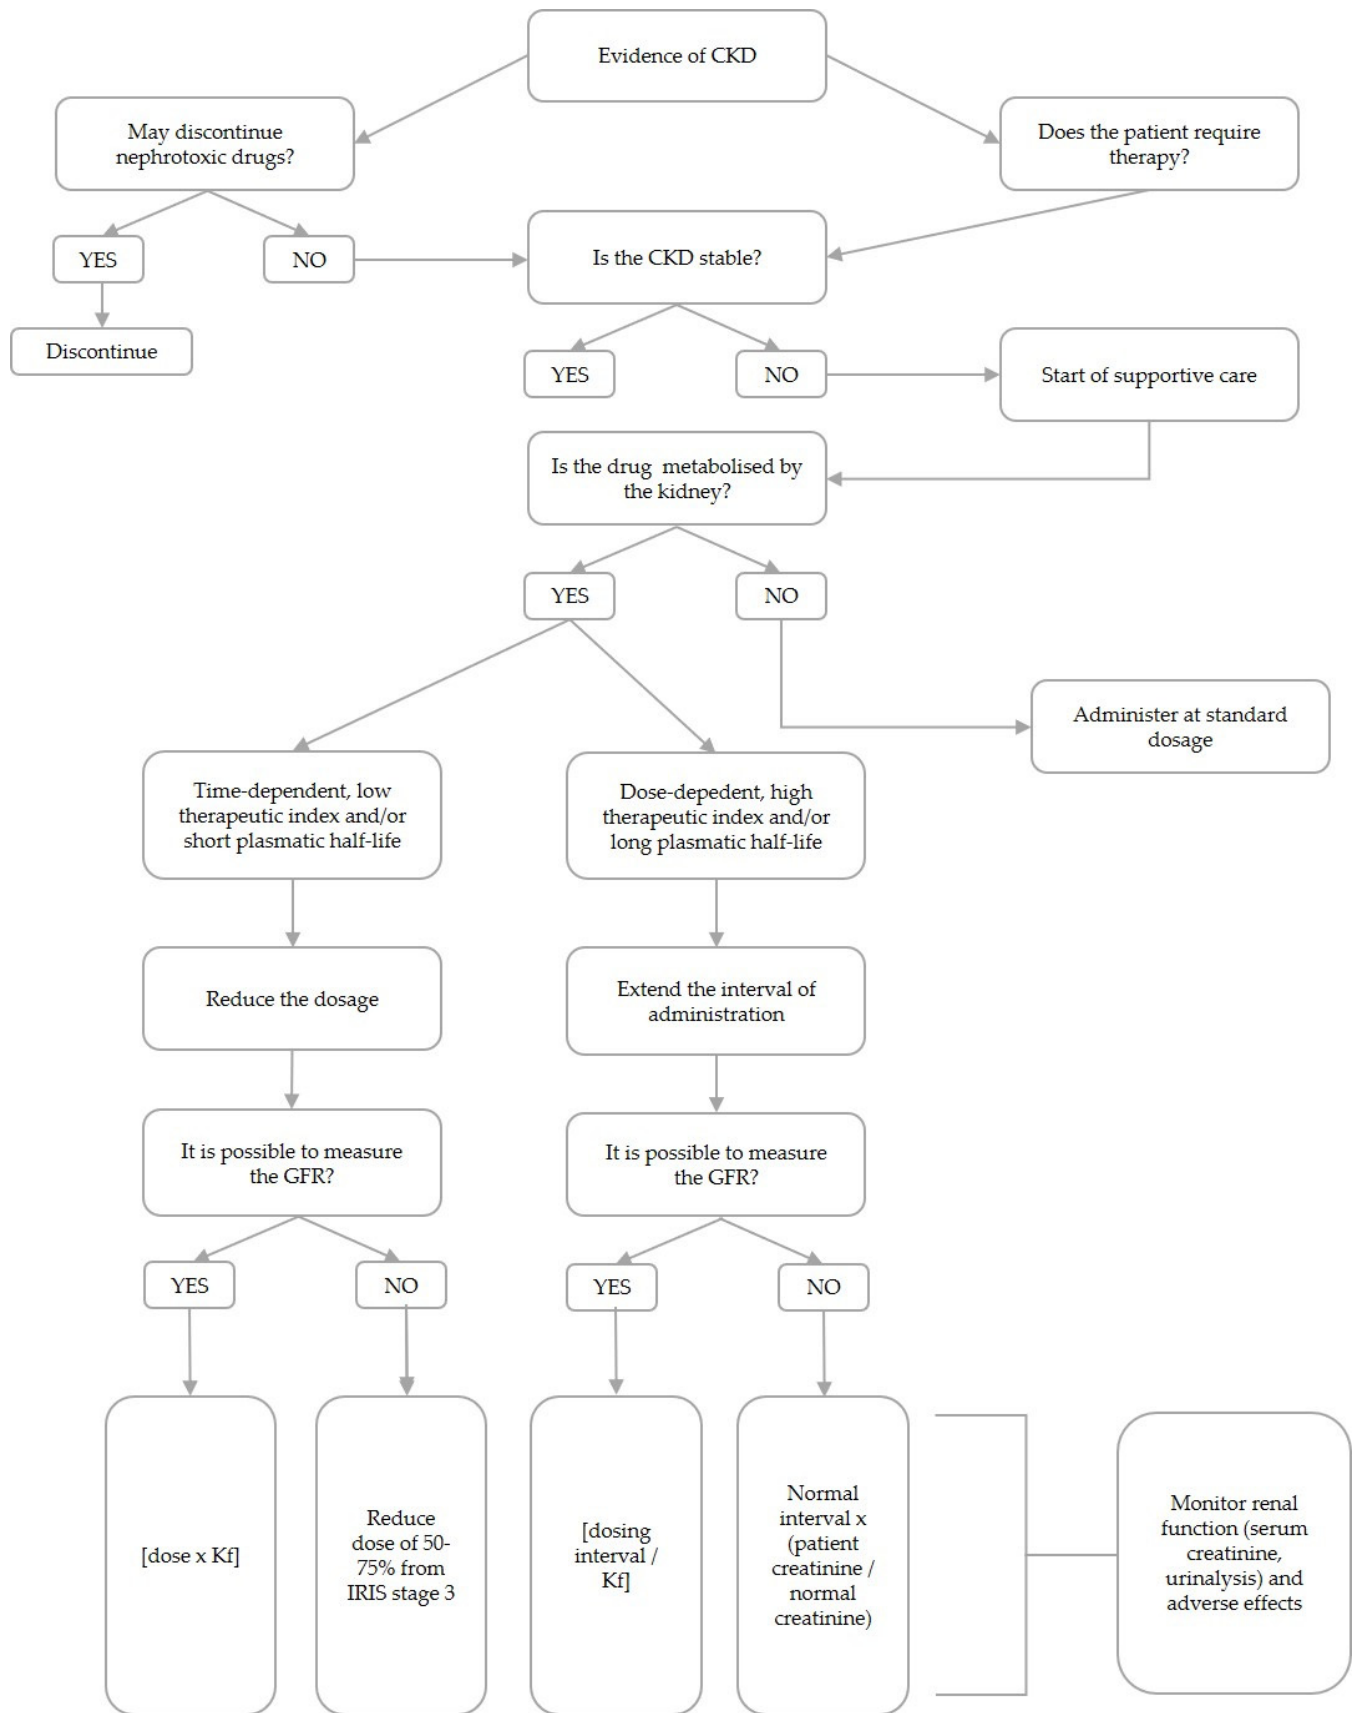 Evidence of CKD
May discontinue
nephrotoxic drugs?
Does the patient require
therapy?
YES
NO
Is the CKD stable?
Discontinue
YES
NO
Start of supportive care
Is the drug metabolised by
the kidney?
YES
NO
Administer at standard
dosage
Time-dependent, low
therapeutic index and/or
short plasmatic half-life
Dose-depedent, high
therapeutic index and/or
long plasmatic half-life
Reduce the dosage
Extend the interval of
administration
It is possible to measure
the GFR?
It is possible to measure
the GFR?
YES
NO
YES
NO
[dose x Kf]
Reduce
dose of 50-
75% from
IRIS stage 3
[dosing
interval /
Kf]
Normal
interval x
(patient
creatinine /
normal
creatinine)
Monitor renal
function (serum
creatinine,
urinalysis) and
adverse effects